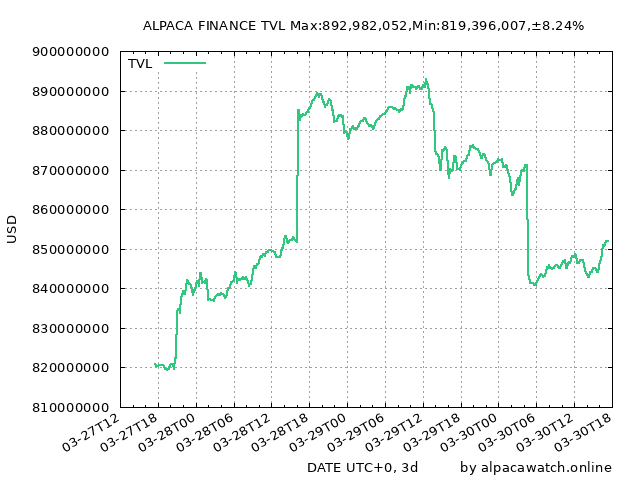 ALPACA FINANCE TVL Max:892,982,052,Min:819,396,007,±8.24%
900000000
TVL
890000000
880000000
870000000
860000000
USD
850000000
840000000
830000000
820000000
810000000
03-27T12
03-27T18
03-28T00
03-28T06
03-28T12
03-28T18
03-29T00
03-29T06
03-29T12
03-29T18
03-30T00
03-30T06
03-30T12
03-30T18
DATE UTC+0, 3d
by alpacawatch.online